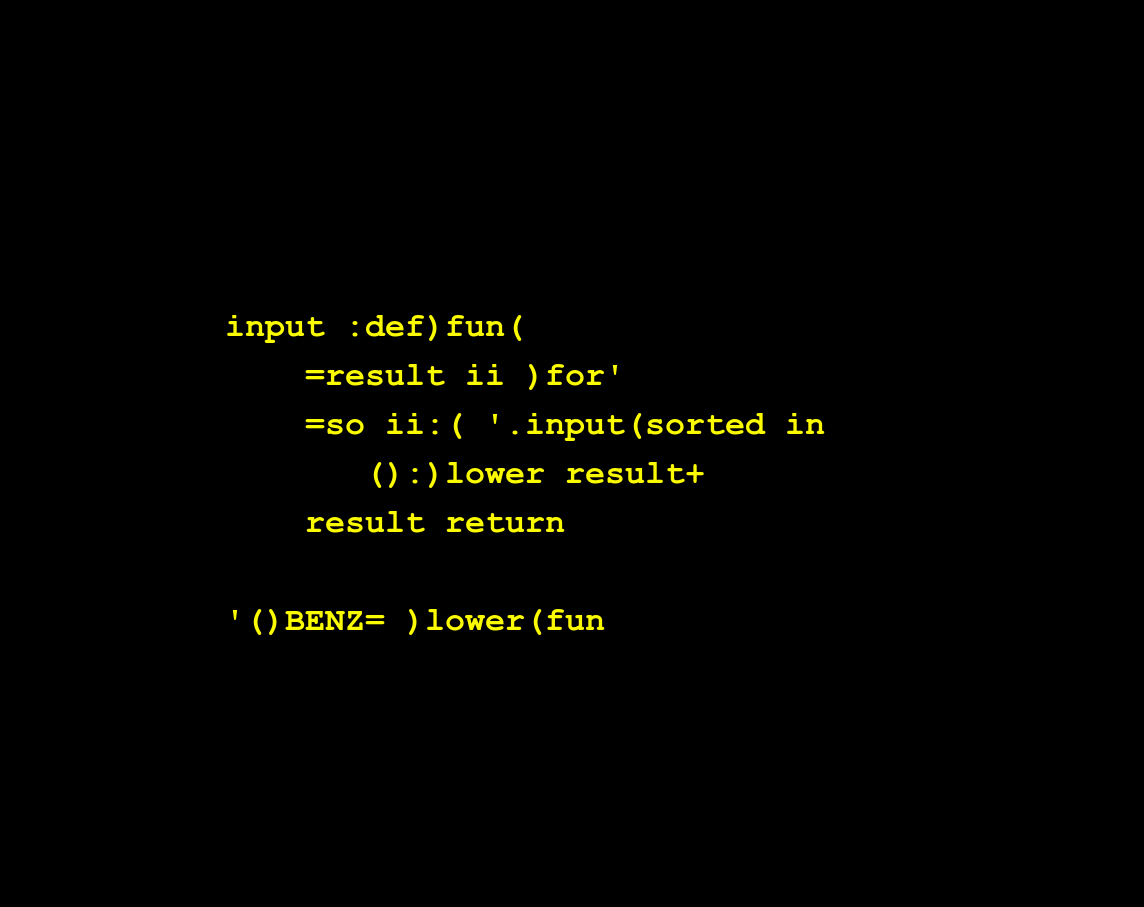 input :def)fun(
    =result ii )for'
    =so ii:( '.input(sorted in
       ():)lower result+
    result return

'()BENZ= )lower(fun